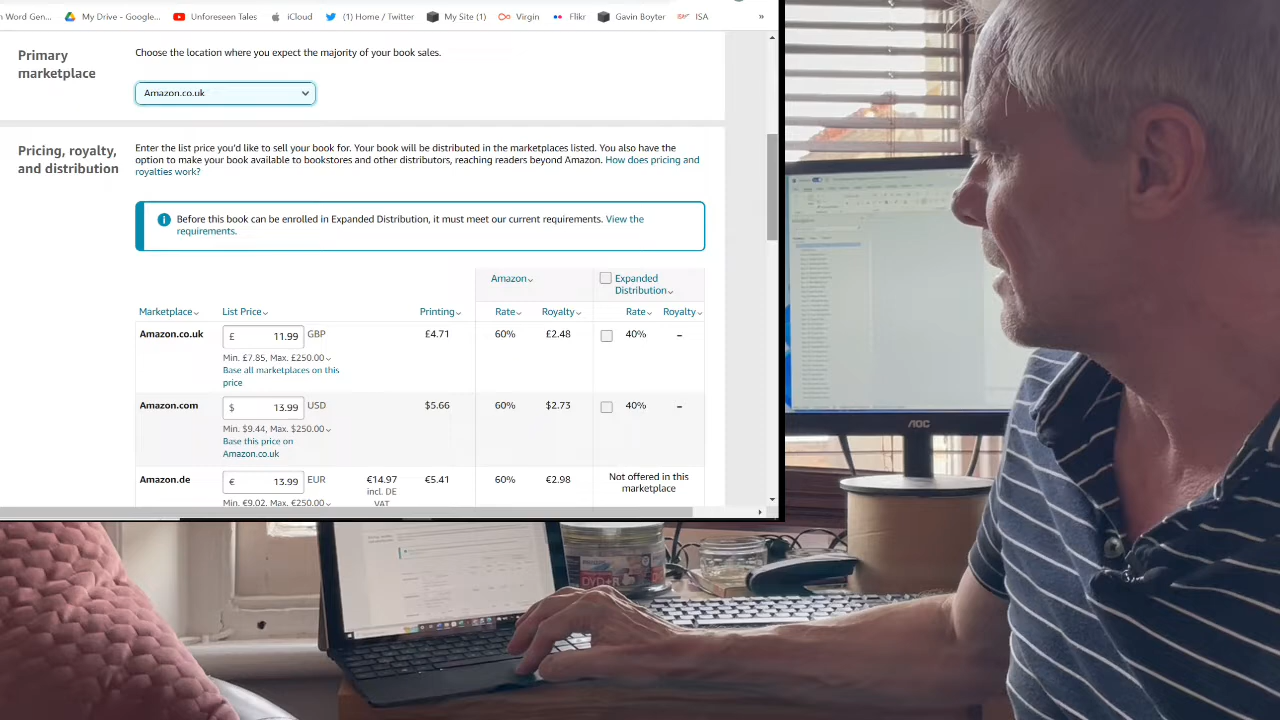 n Word Gen...
My Drive - Google...
Unforeseen Tales
iCloud
(1) Home / Twitter
My Site (1)
Virgin
Flickr
Gavin Boyter
ISA
»
Primary
marketplace
Choose the location where you expect the majority of your book sales.
Amazon.co.uk
Pricing, royalty,
and distribution
Enter the list price you'd like to sell your book for. Your book will be distributed in the marketplaces listed. You also have the
option to make your book available to bookstores and other distributors, reaching readers beyond Amazon. How does pricing and
royalties work?
Before this book can be enrolled in Expanded Distribution, it must meet our current requirements. View the
requirements.
Amazon
Expanded
Distribution
Marketplace List Price Printing Rate Royalty Rate Royalty
Amazon.co.uk £ 11.95 GBP £4.71 60% £2.48 40% –
Min. £7.85, Max. £250.00
Base all marketplaces on this
price
Amazon.com $ 13.99 USD $5.66 60% $2.73 40% –
Min. $9.44, Max. $250.00
Base this price on
Amazon.co.uk
Amazon.de € 13.99 EUR €14.97 €5.41 60% €2.98 Not offered in this
incl. DE marketplace
Min. €9.02, Max. €250.00 VAT
AOC
DVD+R